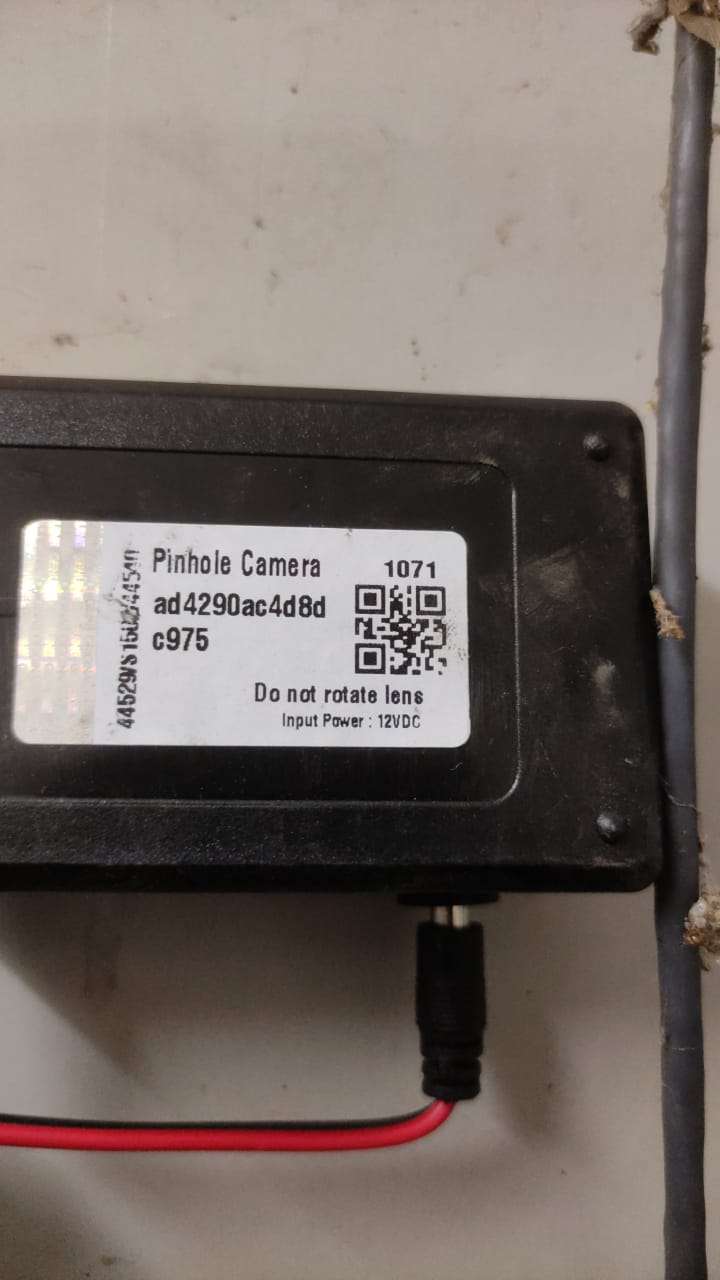 Pinhole Camera
1071
ad4290ac4d8d
c975
Do not rotate lens
Input Power : 12VDC